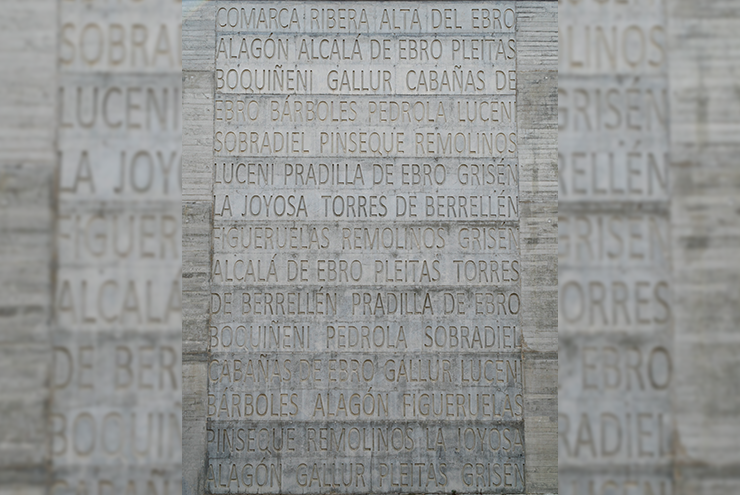 COMARCA RIBERA ALTA DEL EBRO
ALAGÓN ALCALÁ DE EBRO PLEITAS
BOQUIÑENI GALLUR CABAÑAS DE
EBRO BÁRBOLES PEDROLA LUCENI
SOBRADIEL PINSEQUE REMOLINOS
LUCENI PRADILLA DE EBRO GRISÉN
LA JOYOSA TORRES DE BERRELLÉN
FIGUERUELAS REMOLINOS GRISÉN
ALCALÁ DE EBRO PLEITAS TORRES
DE BERRELLÉN PRADILLA DE EBRO
BOQUIÑENI PEDROLA SOBRADIEL
CABAÑAS DE EBRO GALLUR LUCENI
BÁRBOLES ALAGÓN FIGUERUELAS
PINSEQUE REMOLINOS LA JOYOSA
ALAGÓN GALLUR PLEITAS GRISÉN